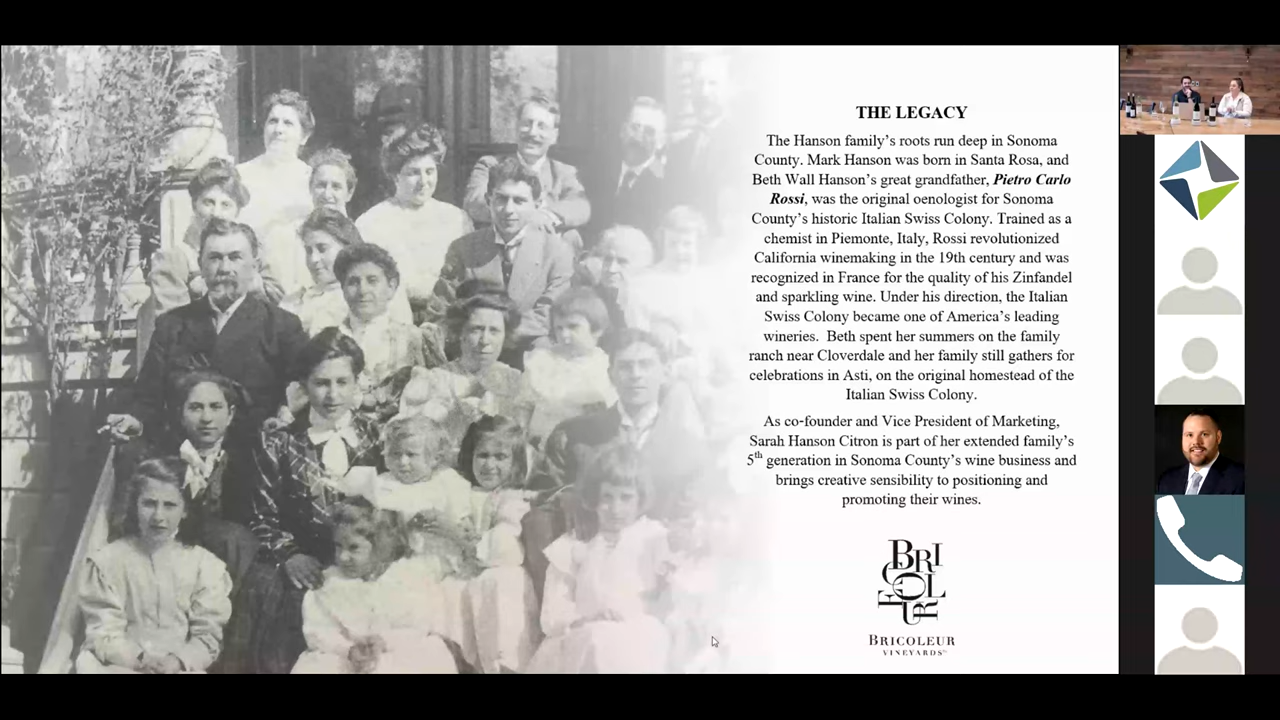 THE LEGACY
The Hanson family's roots run deep in Sonoma
County. Mark Hanson was born in Santa Rosa, and
Beth Wall Hanson's great grandfather, Pietro Carlo
Rossi, was the original oenologist for Sonoma
County's historic Italian Swiss Colony. Trained as a
chemist in Piemonte, Italy, Rossi revolutionized
California winemaking in the 19th century and was
recognized in France for the quality of his Zinfandel
and sparkling wine. Under his direction, the Italian
Swiss Colony became one of America's leading
wineries. Beth spent her summers on the family
ranch near Cloverdale and her family still gathers for
celebrations in Asti, on the original homestead of the
Italian Swiss Colony.
As co-founder and Vice President of Marketing,
Sarah Hanson Citron is part of her extended family's
5th generation in Sonoma County's wine business and
brings creative sensibility to positioning and
promoting their wines.
BRICOLEUR
BRICOLEUR
VINEYARDS